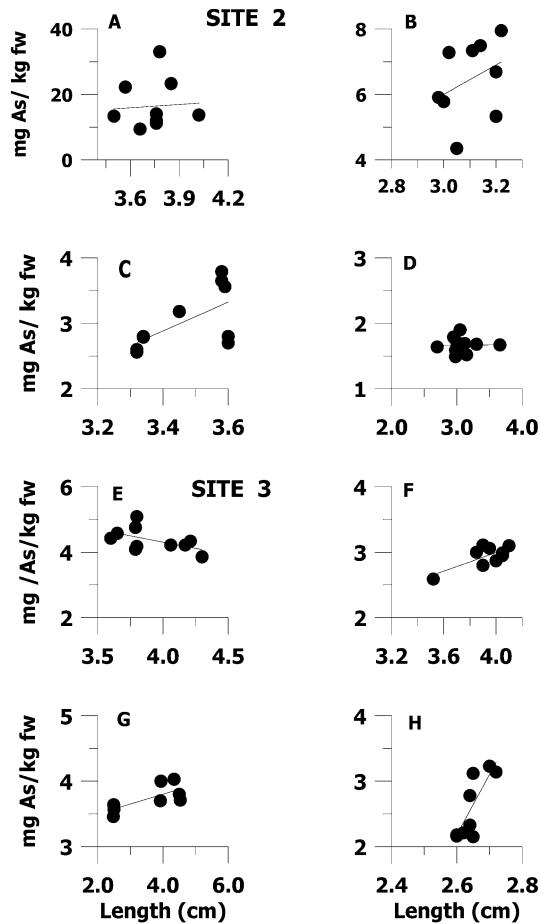 SITE 2
A B
40 8
mg As/ kg fw
20 6
0 4
3.6 3.9 4.2 2.8 3.0 3.2
C D
4 3
mg As/ kg fw
3 2
2 1
3.2 3.4 3.6 2.0 3.0 4.0
SITE 3
E F
6 4
mg /As/kg fw
4 3
2 2
3.5 4.0 4.5 3.2 3.6 4.0
G H
5 4
mg As/kg fw
4 3
3 2
2.0 4.0 6.0 2.4 2.6 2.8
Length (cm) Length (cm)